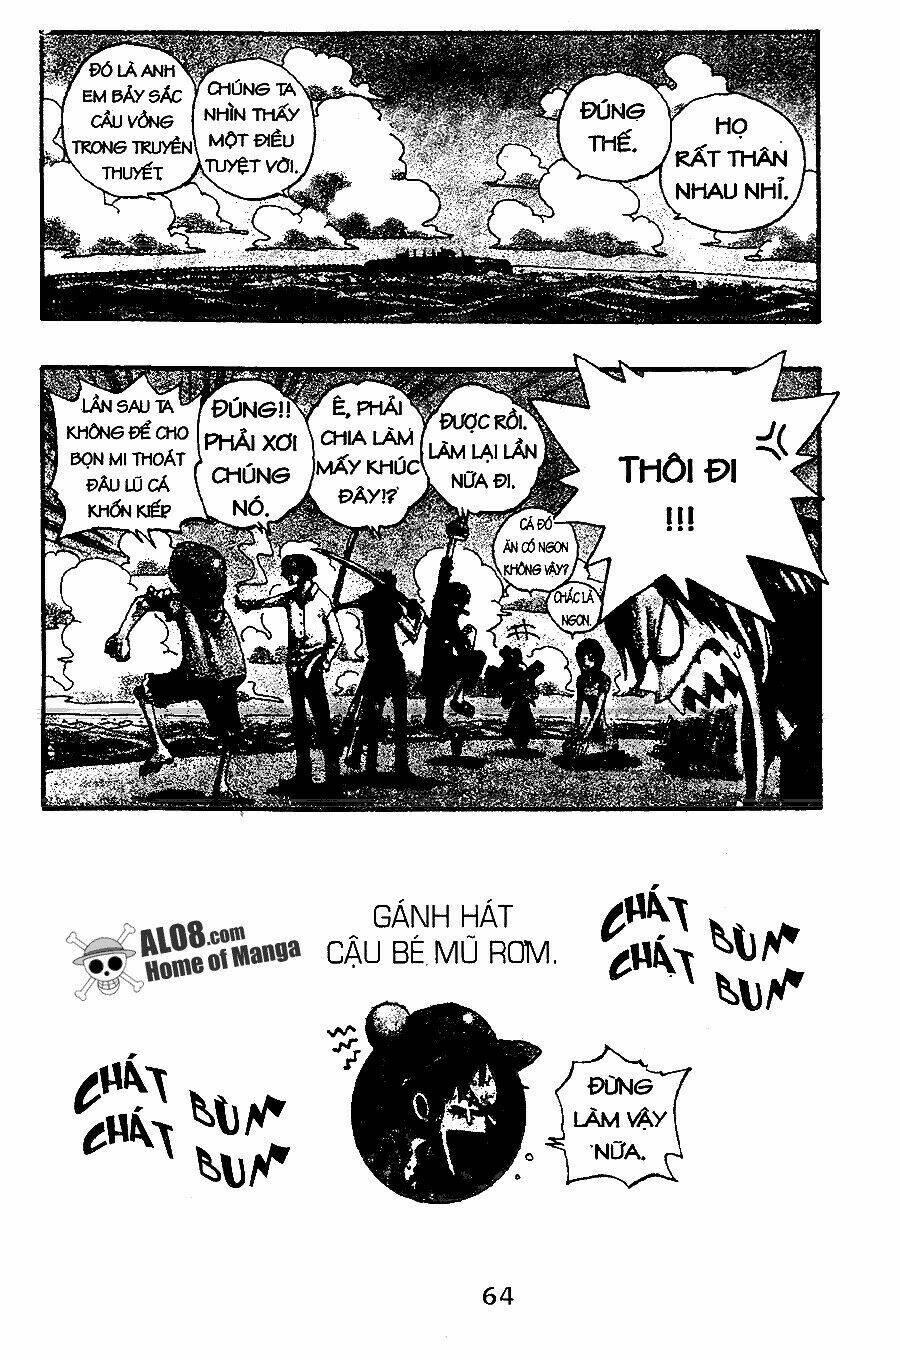 HỌ
RẤT THÂN
NHAU NHỈ.
ĐÚNG
THẾ.
CHÚNG TA
NHÌN THẤY
MỘT ĐIỀU
TUYỆT VỜI.
ĐÓ LÀ ANH
EM BẢY SẮC
CẦU VỒNG
TRONG TRUYỀN
THUYẾT.
THÔI ĐI
!!!
CÁ ĐÓ
ĂN CÓ NGON
KHÔNG VẬY?
CHẮC LÀ
NGON.
ĐƯỢC RỒI.
LÀM LẠI LẦN
NỮA ĐI.
Ê, PHẢI
CHIA LÀM
MẤY KHÚC
ĐÂY!?
ĐÚNG!!
PHẢI XƠI
CHÚNG
NÓ.
LẦN SAU TA
KHÔNG ĐỂ CHO
BỌN MI THOÁT
ĐÂU LŨ CÁ
KHỐN KIẾP
GÁNH HÁT
CẬU BÉ MŨ RƠM.
CHÁT BÙM
CHÁT BUM
AL08.com
Home of Manga
CHÁT BÙM
CHÁT BUM
ĐỪNG
LÀM VẬY
NỮA.
64